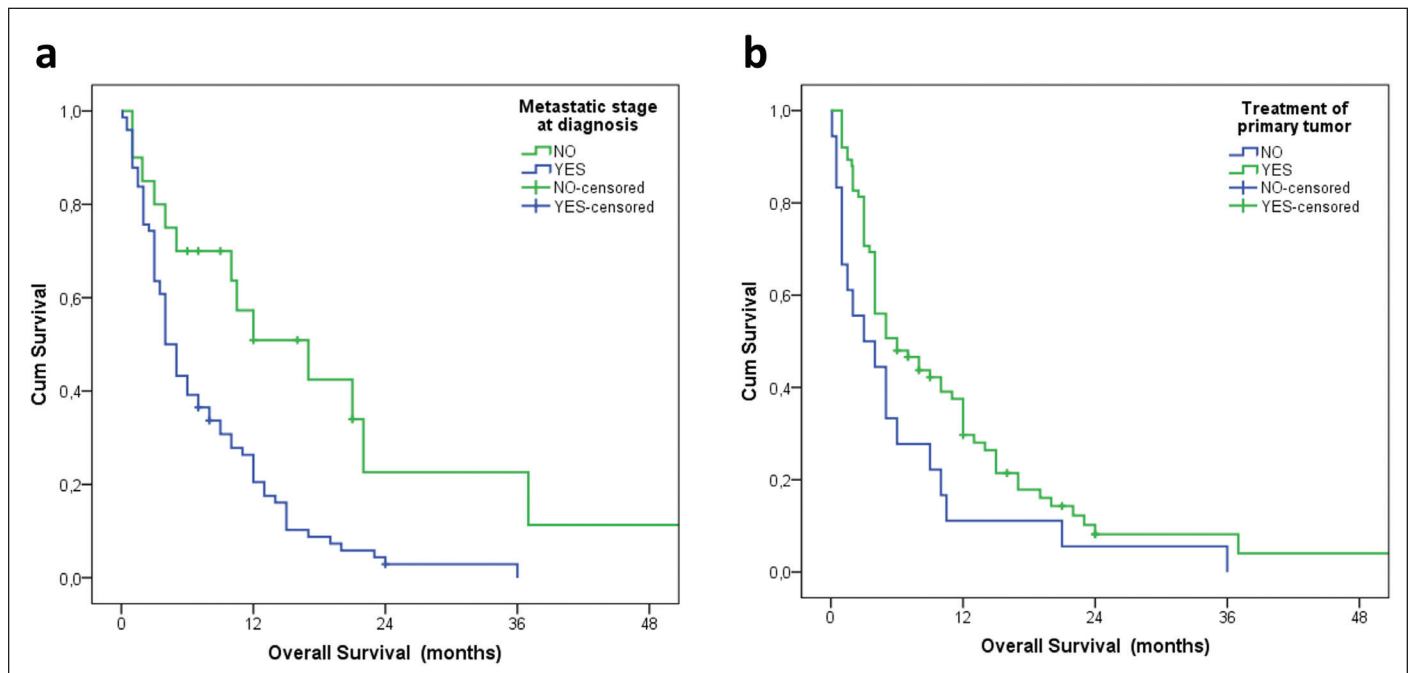 a
Metastatic stage
at diagnosis
NO
YES
NO-censored
YES-censored
1,0
0,8
0,6
0,4
0,2
0,0
Cum Survival
0 12 24 36 48
Overall Survival (months)
b
Treatment of
primary tumor
NO
YES
NO-censored
YES-censored
1,0
0,8
0,6
0,4
0,2
0,0
Cum Survival
0 12 24 36 48
Overall Survival (months)